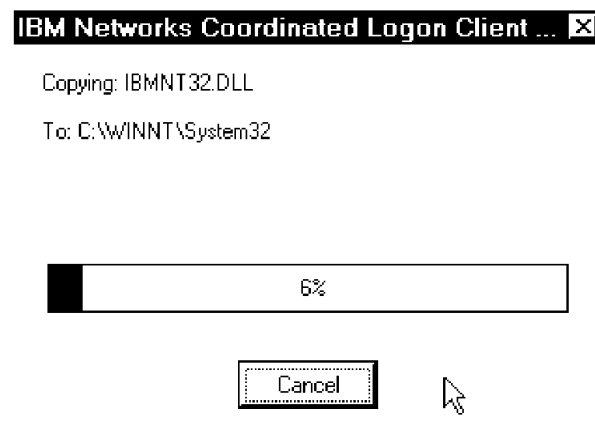 IBM Networks Coordinated Logon Client ...
Copying: IBMNT32.DLL
To: C:\WINNT\System32
6%
Cancel